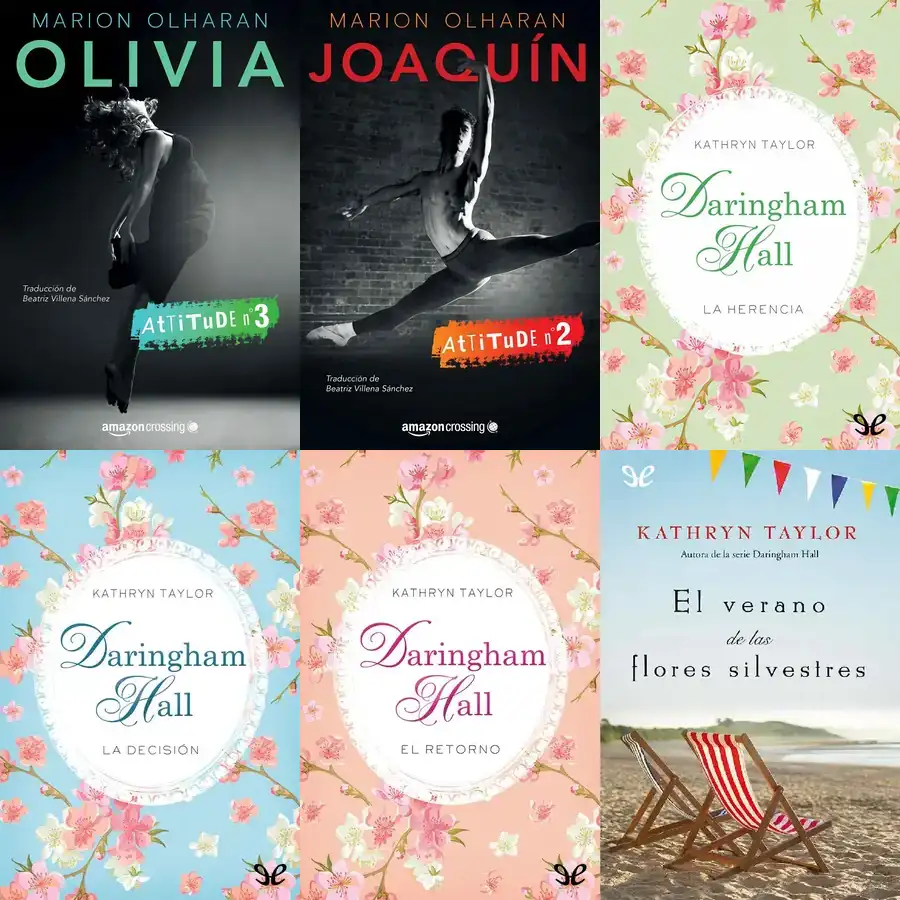 MARION OLHARAN
OLIVIA
Traducción de
Beatriz Villena Sánchez
ATTITUDE nº3
amazoncrossing
MARION OLHARAN
JOAQUÍN
ATTITUDE nº2
Traducción de
Beatriz Villena Sánchez
amazoncrossing
KATHRYN TAYLOR
Daringham
Hall
LA HERENCIA
KATHRYN TAYLOR
Daringham
Hall
LA DECISIÓN
KATHRYN TAYLOR
Daringham
Hall
EL RETORNO
KATHRYN TAYLOR
Autora de la serie Daringham Hall
El verano
de las
flores silvestres